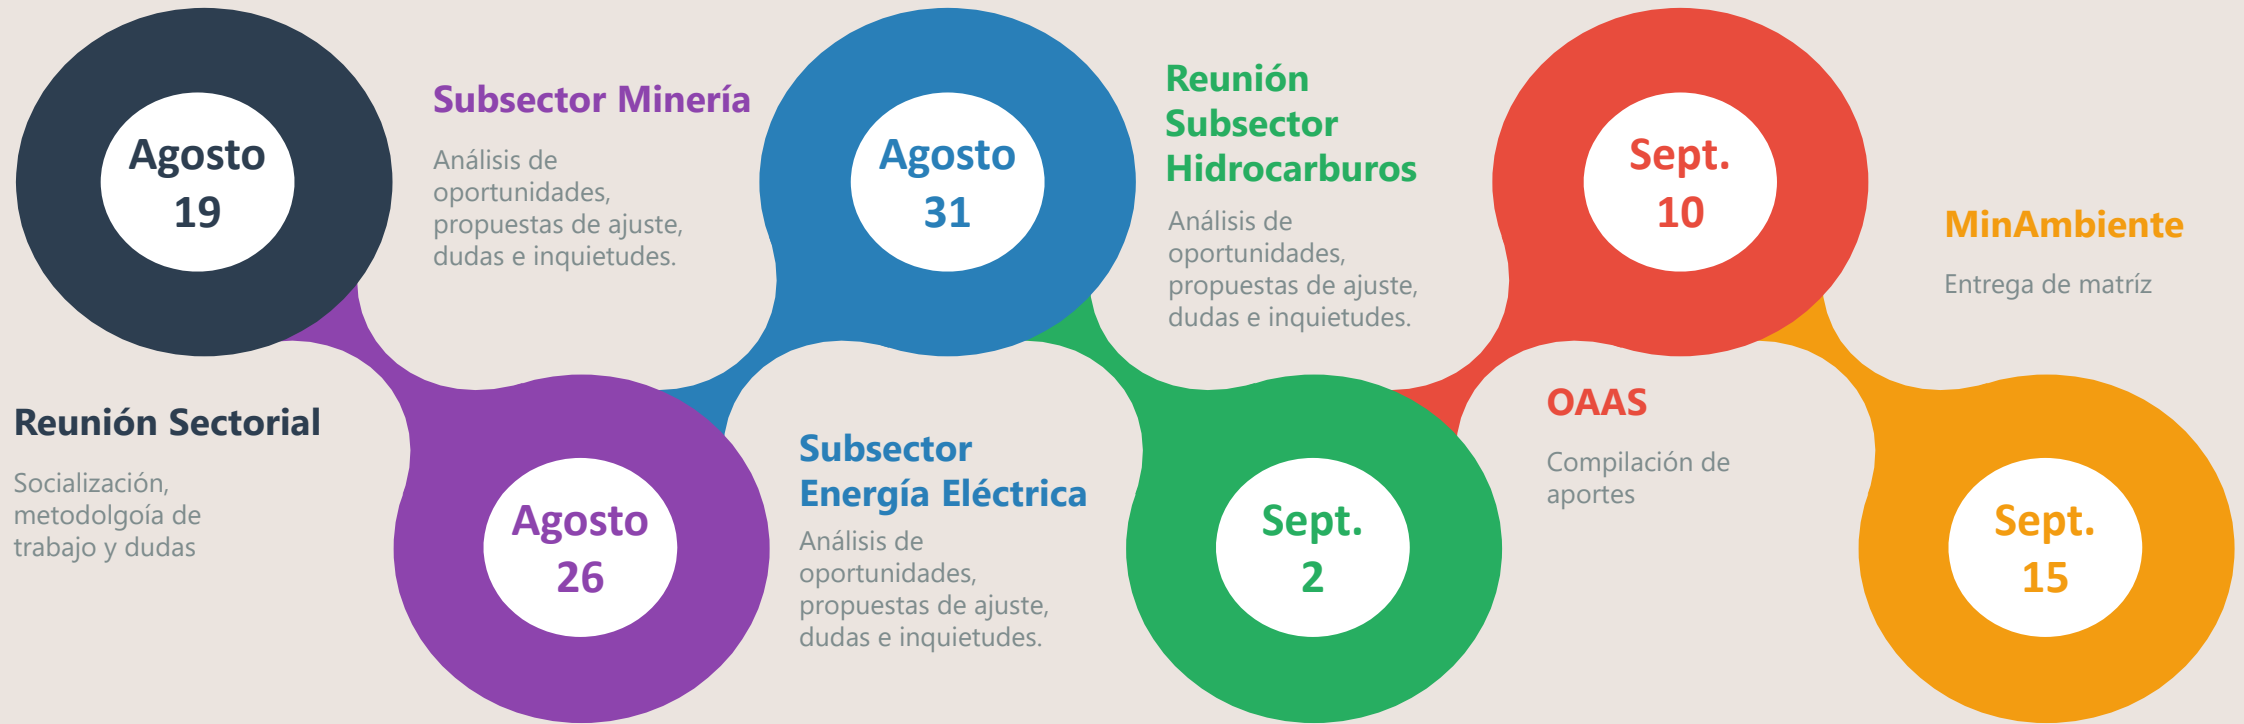 Agosto
19
Reunión Sectorial
Socialización,
metodolgoía de
trabajo y dudas
Subsector Minería
Análisis de
oportunidades,
propuestas de ajuste,
dudas e inquietudes.
Agosto
26
Agosto
31
Subsector
Energía Eléctrica
Análisis de
oportunidades,
propuestas de ajuste,
dudas e inquietudes.
Reunión
Subsector
Hidrocarburos
Análisis de
oportunidades,
propuestas de ajuste,
dudas e inquietudes.
Sept.
2
Sept.
10
OAAS
Compilación de
aportes
MinAmbiente
Entrega de matríz
Sept.
15